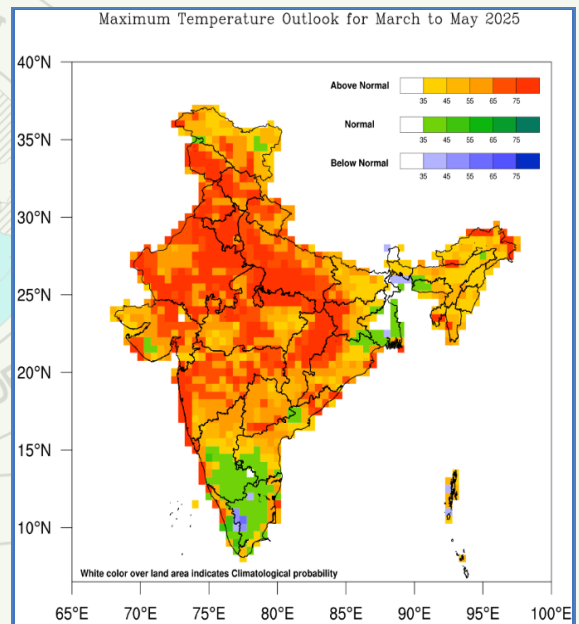 Maximum Temperature Outlook for March to May 2025
40°N
35°N
30°N
25°N
20°N
15°N
10°N
Above Normal
35 45 55 65 75
Normal
35 45 55 65 75
Below Normal
35 45 55 65 75
White color over land area indicates Climatological probability
65°E 70°E 75°E 80°E 85°E 90°E 95°E 100°E